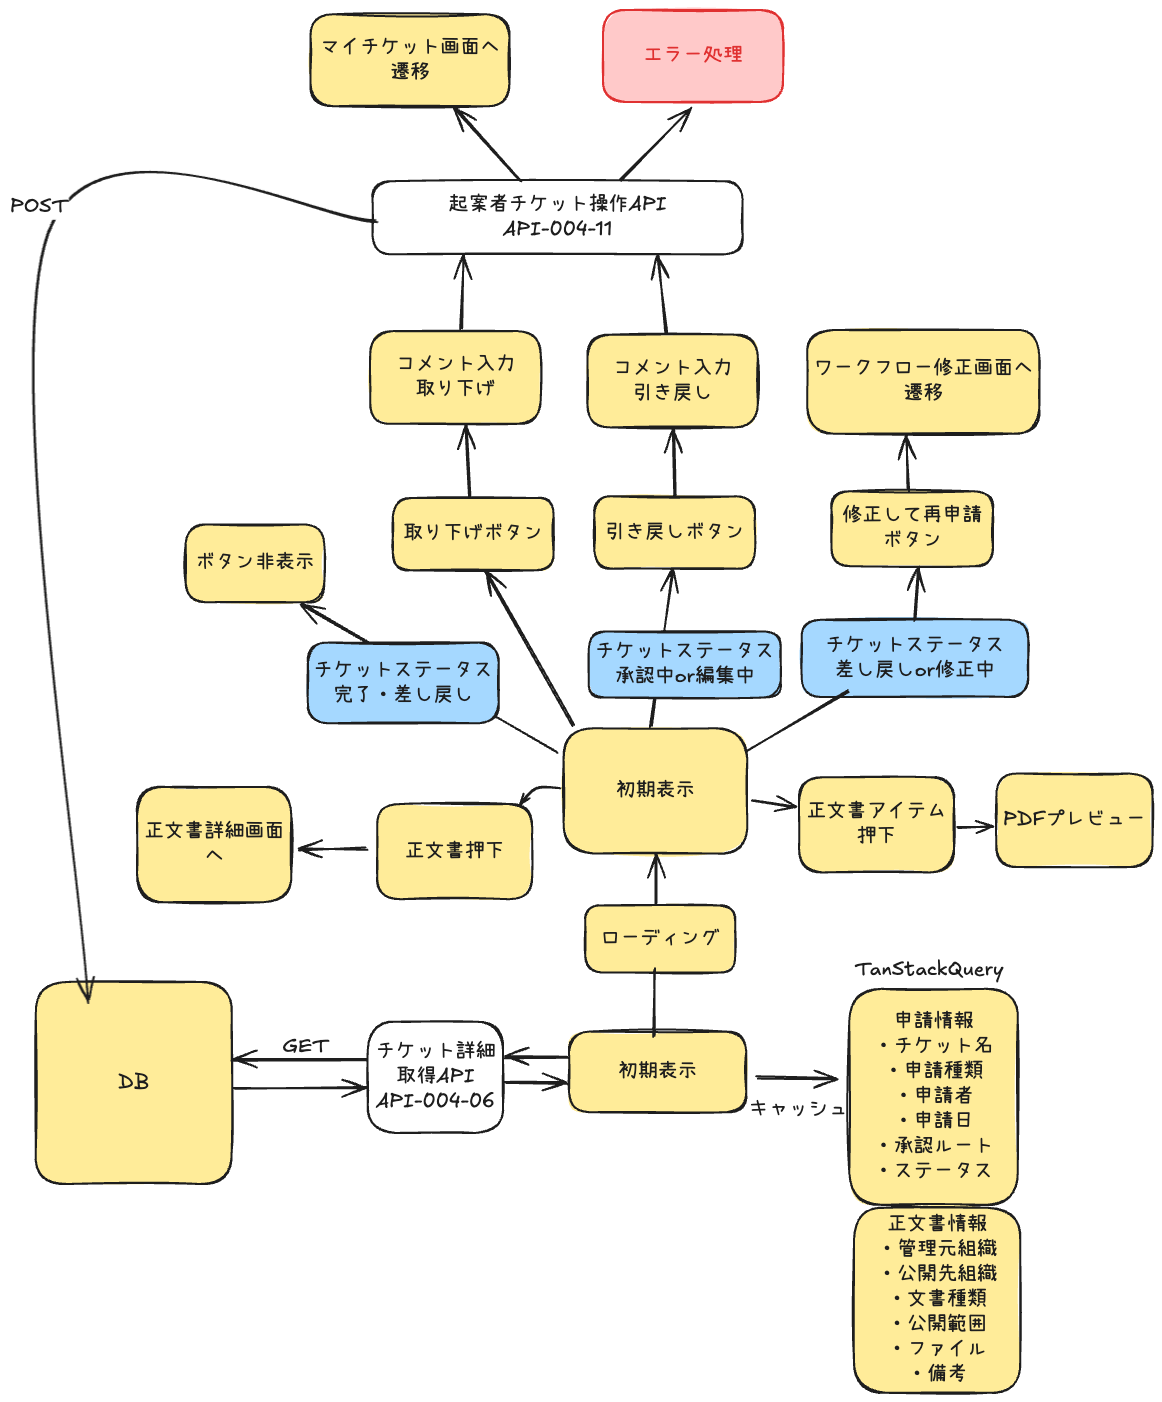 マイチケット画面へ
遷移
エラー処理
POST
起案者チケット操作API
API-004-11
コメント入力
取り下げ
コメント入力
引き戻し
ワークフロー修正画面へ
遷移
ボタン非表示
取り下げボタン
引き戻しボタン
修正して再申請
ボタン
チケットステータス
完了・差し戻し
チケットステータス
承認中or編集中
チケットステータス
差し戻しor修正中
初期表示
正文書詳細画面
へ
正文書押下
正文書アイテム
押下
PDFプレビュー
ローディング
DB
GET
チケット詳細
取得API
API-004-06
初期表示
キャッシュ
TanStackQuery
申請情報
・チケット名
・申請種類
・申請者
・申請日
・承認ルート
・ステータス
正文書情報
・管理元組織
・公開先組織
・文書種類
・公開範囲
・ファイル
・備考